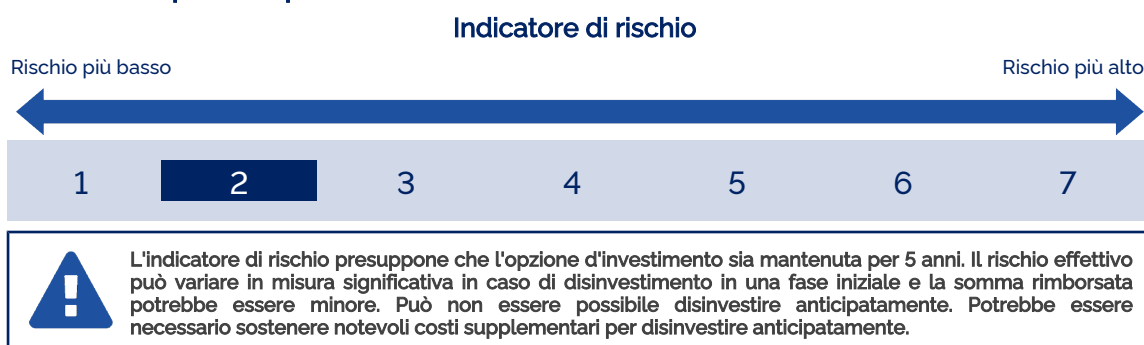 Indicatore di rischio
Rischio più basso
Rischio più alto
1 2 3 4 5 6 7
L'indicatore di rischio presuppone che l'opzione d'investimento sia mantenuta per 5 anni. Il rischio effettivo
può variare in misura significativa in caso di disinvestimento in una fase iniziale e la somma rimborsata
potrebbe essere minore. Può non essere possibile disinvestire anticipatamente. Potrebbe essere
necessario sostenere notevoli costi supplementari per disinvestire anticipatamente.